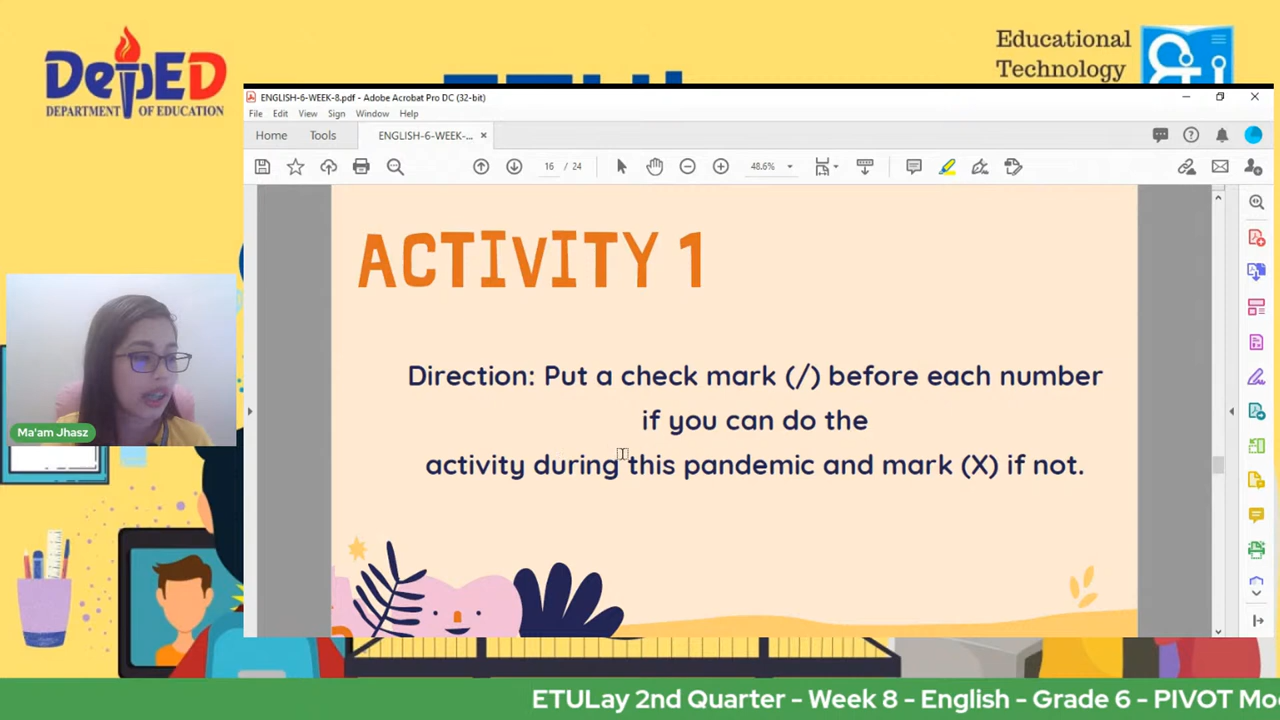 DepED
DEPARTMENT OF EDUCATION
Educational
Technology
ENGLISH-6-WEEK-8.pdf - Adobe Acrobat Pro DC (32-bit)
File Edit View Sign Window Help
Home Tools ENGLISH-6-WEEK-...
16 / 24 48.6%
ACTIVITY 1
Direction: Put a check mark (/) before each number
if you can do the
activity during this pandemic and mark (X) if not.
Ma'am Jhasz
ETULay 2nd Quarter - Week 8 - English - Grade 6 - PIVOT Mo